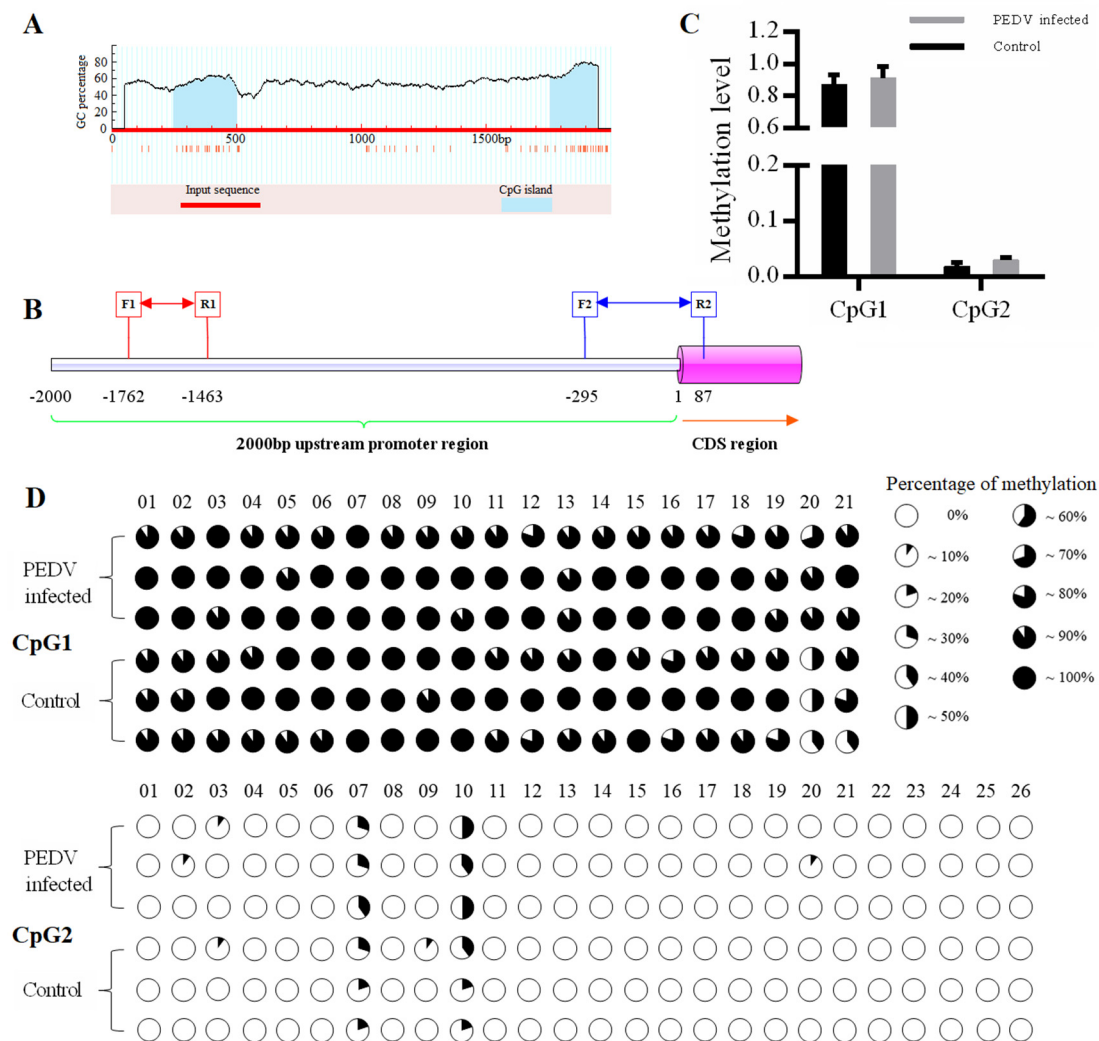 A
GC percentage
80
60
40
20
0
0 500 1000 1500bp
Input sequence CpG island
C
PEDV infected
Control
Methylation level
1.2
1.0
0.8
0.6
0.2
0.1
0.0
CpG1 CpG2
B
F1 R1 F2 R2
-2000 -1762 -1463 -295 1 87
2000bp upstream promoter region CDS region
D
01 02 03 04 05 06 07 08 09 10 11 12 13 14 15 16 17 18 19 20 21
PEDV
infected
CpG1
Control
Percentage of methylation
0% ~ 60%
~ 10% ~ 70%
~ 20% ~ 80%
~ 30% ~ 90%
~ 40% ~ 100%
~ 50%
01 02 03 04 05 06 07 08 09 10 11 12 13 14 15 16 17 18 19 20 21 22 23 24 25 26
PEDV
infected
CpG2
Control